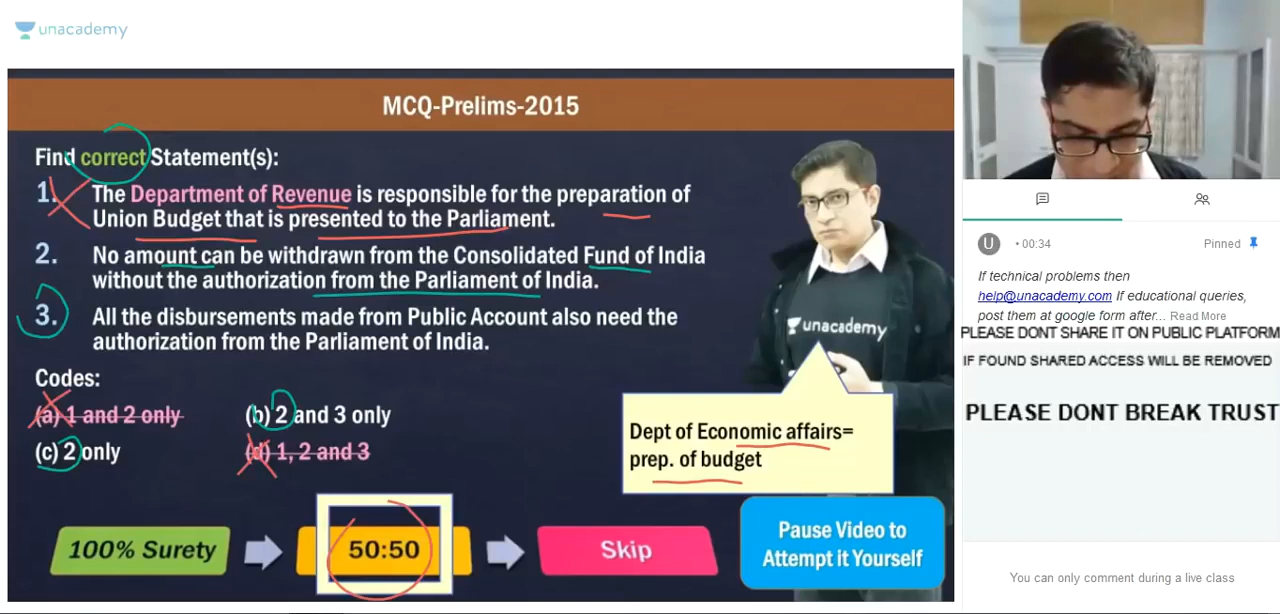 unacademy
MCQ-Prelims-2015
Find correct Statement(s):
1. The Department of Revenue is responsible for the preparation of
Union Budget that is presented to the Parliament.
2. No amount can be withdrawn from the Consolidated Fund of India
without the authorization from the Parliament of India.
3. All the disbursements made from Public Account also need the
authorization from the Parliament of India.
Codes:
(a) 1 and 2 only (b) 2 and 3 only
(c) 2 only (d) 1, 2 and 3
unacademy
Dept of Economic affairs=
prep. of budget
100% Surety 50:50 Skip
Pause Video to
Attempt it Yourself
U • 00:34 Pinned
If technical problems then
help@unacademy.com If educational queries,
post them at google form after... Read More
PLEASE DONT SHARE IT ON PUBLIC PLATFORM
IF FOUND SHARED ACCESS WILL BE REMOVED
PLEASE DONT BREAK TRUST
You can only comment during a live class